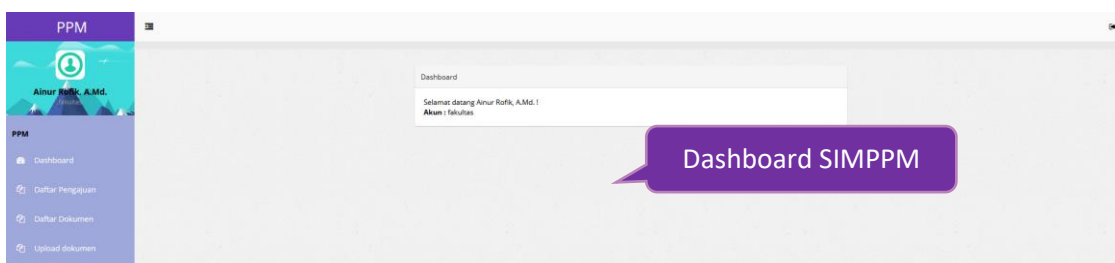 PPM
Ainur Rofik, A.Md.
fakultas
PPM
Dashboard
Daftar Pengajuan
Daftar Dokumen
Upload dokumen
Dashboard
Selamat datang Ainur Rofik, A.Md. !
Akun : fakultas
Dashboard SIMPPM